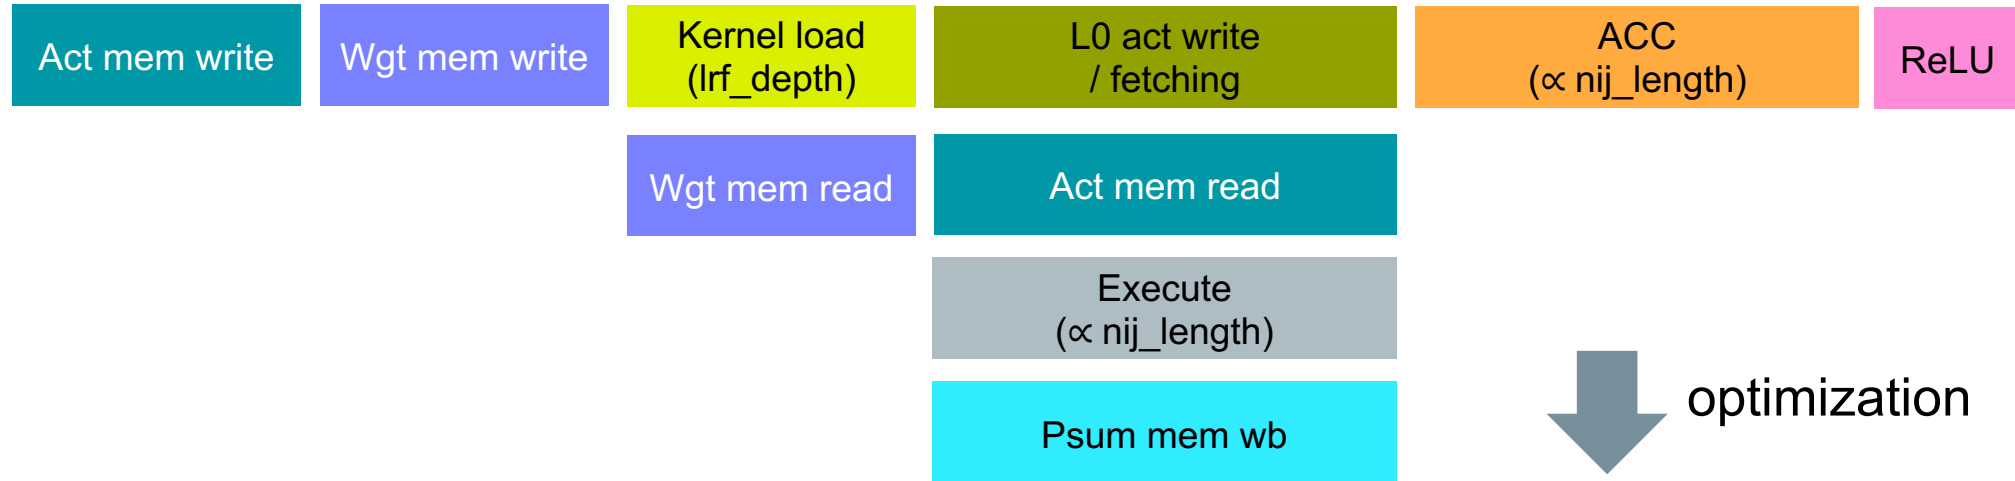 Act mem write
Wgt mem write
Kernel load
(lrf_depth)
L0 act write
/ fetching
ACC
(∝ nij_length)
ReLU
Wgt mem read
Act mem read
Execute
(∝ nij_length)
Psum mem wb
optimization